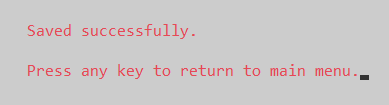 Saved successfully.
Press any key to return to main menu.